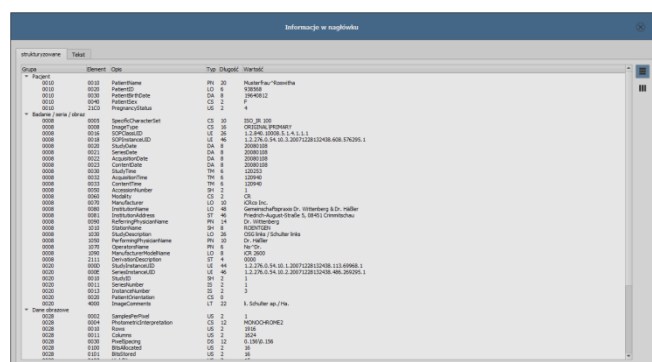 Informacje w nagłówku
strukturyzowane Tekst
Grupa Element Opis Typ Długość Wartość
Pacjent
0010 0010 PatientName PN 20 Musterfrau^Roswitha
0010 0020 PatientID LO 6 938568
0010 0030 PatientBirthDate DA 8 19640812
0010 0040 PatientSex CS 2 F
0010 21C0 PregnancyStatus US 2 4
Badanie / seria / obraz
0008 0005 SpecificCharacterSet CS 10 ISO_IR 100
0008 0008 ImageType CS 16 ORIGINAL\PRIMARY
0008 0016 SOPClassUID UI 26 1.2.840.10008.5.1.4.1.1.1
0008 0018 SOPInstanceUID UI 46 1.2.276.0.54.10.3.20071228132438.608.576295.1
0008 0020 StudyDate DA 8 20080108
0008 0021 SeriesDate DA 8 20080108
0008 0022 AcquisitionDate DA 8 20080108
0008 0023 ContentDate DA 8 20080108
0008 0030 StudyTime TM 6 120253
0008 0032 AcquisitionTime TM 6 120940
0008 0033 ContentTime TM 6 120940
0008 0050 AccessionNumber SH 2 1
0008 0060 Modality CS 2 CR
0008 0070 Manufacturer LO 10 iCRco Inc.
0008 0080 InstitutionName LO 48 Gemeinschaftspraxis Dr. Wittenberg & Dr. Häßler
0008 0081 InstitutionAddress ST 46 Friedrich-August-Straße 5, 08451 Crimmitschau
0008 0090 ReferringPhysicianName PN 14 Dr. Wittenberg
0008 1010 StationName SH 8 ROENTGEN
0008 1030 StudyDescription LO 26 OSG links / Schulter links
0008 1050 PerformingPhysicianName PN 10 Dr. Häßler
0008 1070 OperatorsName PN 6
0008 1090 ManufacturerModelName LO 8 iCR 2600
0008 2111 DerivationDescription ST 4 0000
0020 000D StudyInstanceUID UI 44 1.2.276.0.54.10.1.20071228132438.113.69968.1
0020 000E SeriesInstanceUID UI 46 1.2.276.0.54.10.2.20071228132438.486.269295.1
0020 0010 StudyID SH 2 1
0020 0011 SeriesNumber IS 2 1
0020 0013 InstanceNumber IS 2 3
0020 0020 PatientOrientation CS 0
0020 4000 ImageComments LT 22 li. Schulter ap./Ha.
Dane obrazowe
0028 0002 SamplesPerPixel US 2 1
0028 0004 PhotometricInterpretation CS 12 MONOCHROME2
0028 0010 Rows US 2 1916
0028 0011 Columns US 2 1624
0028 0030 PixelSpacing DS 12 0.150\0.156
0028 0100 BitsAllocated US 2 16
0028 0101 BitsStored US 2 16